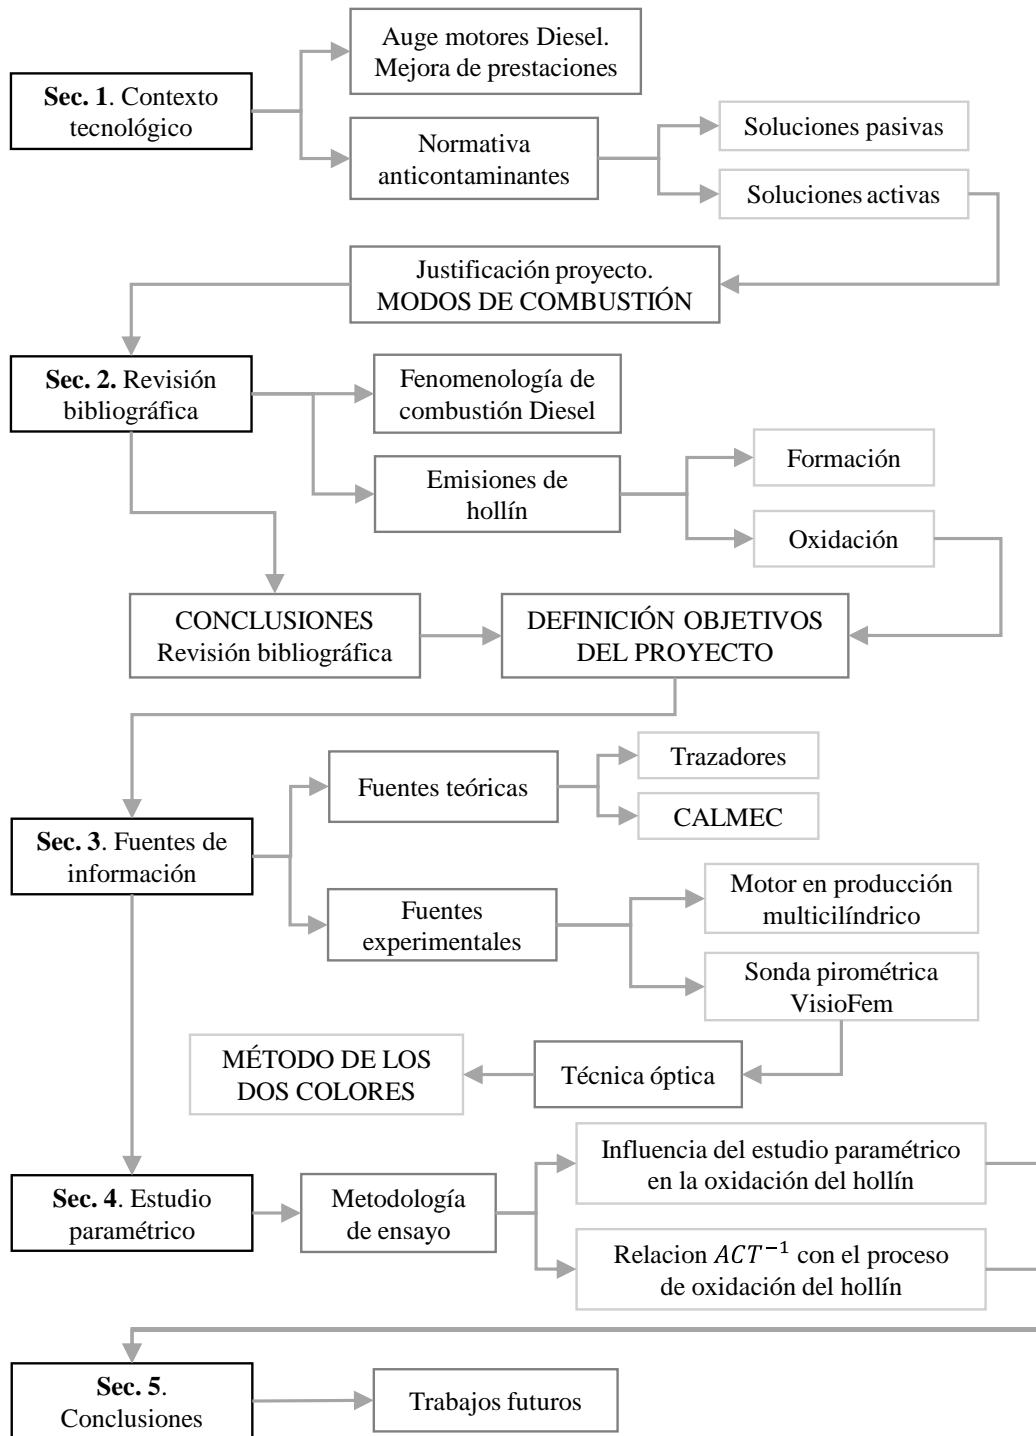 Auge motores Diesel.
Mejora de prestaciones
Sec. 1. Contexto
tecnológico
Normativa
anticontaminantes
Soluciones pasivas
Soluciones activas
Justificación proyecto.
MODOS DE COMBUSTIÓN
Sec. 2. Revisión
bibliográfica
Fenomenología de
combustión Diesel
Emisiones de
hollín
Formación
Oxidación
CONCLUSIONES
Revisión bibliográfica
DEFINICIÓN OBJETIVOS
DEL PROYECTO
Trazadores
Fuentes teóricas
CALMEC
Sec. 3. Fuentes de
información
Fuentes
experimentales
Motor en producción
multicilíndrico
Sonda pirométrica
VisioFem
Técnica óptica
MÉTODO DE LOS
DOS COLORES
Sec. 4. Estudio
paramétrico
Metodología
de ensayo
Influencia del estudio paramétrico
en la oxidación del hollín
Relacion ACT⁻¹ con el proceso
de oxidación del hollín
Sec. 5.
Conclusiones
Trabajos futuros